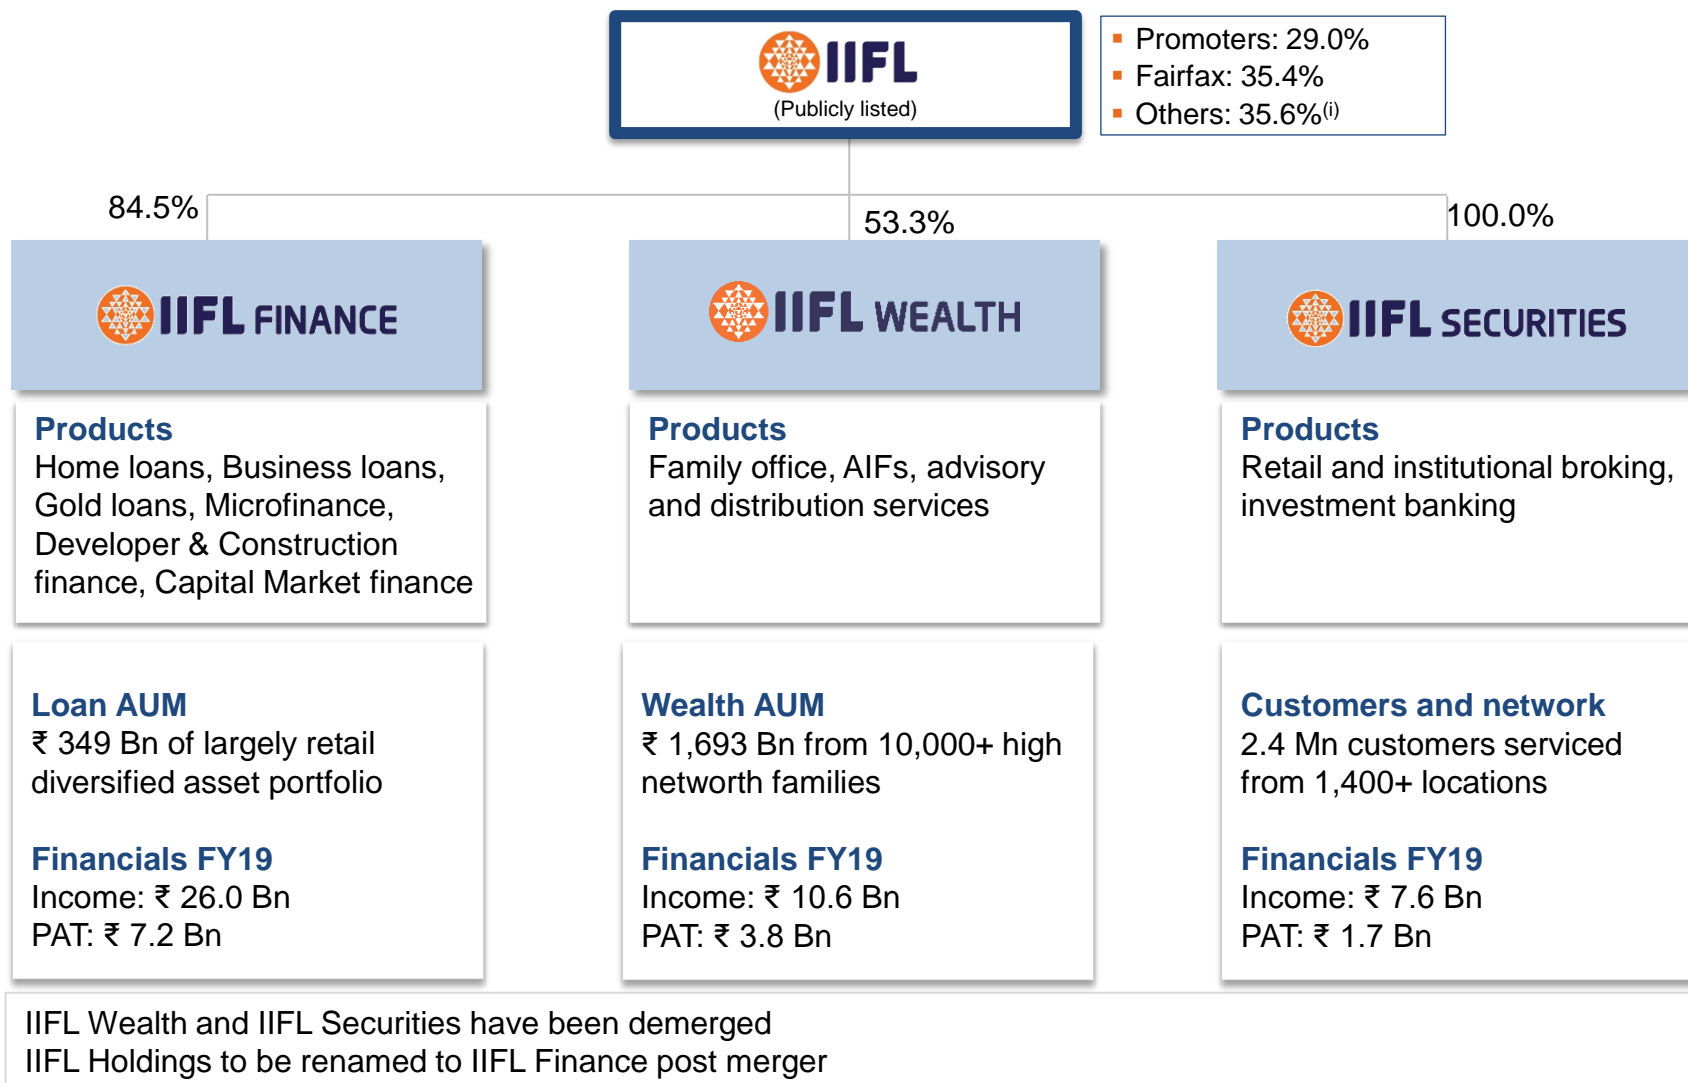 IIFL
(Publicly listed)
▪ Promoters: 29.0%
▪ Fairfax: 35.4%
▪ Others: 35.6%(i)
84.5%
53.3%
100.0%
IIFL FINANCE
IIFL WEALTH
IIFL SECURITIES
Products
Home loans, Business loans,
Gold loans, Microfinance,
Developer & Construction
finance, Capital Market finance
Products
Family office, AIFs, advisory
and distribution services
Products
Retail and institutional broking,
investment banking
Loan AUM
₹ 349 Bn of largely retail
diversified asset portfolio
Financials FY19
Income: ₹ 26.0 Bn
PAT: ₹ 7.2 Bn
Wealth AUM
₹ 1,693 Bn from 10,000+ high
networth families
Financials FY19
Income: ₹ 10.6 Bn
PAT: ₹ 3.8 Bn
Customers and network
2.4 Mn customers serviced
from 1,400+ locations
Financials FY19
Income: ₹ 7.6 Bn
PAT: ₹ 1.7 Bn
IIFL Wealth and IIFL Securities have been demerged
IIFL Holdings to be renamed to IIFL Finance post merger